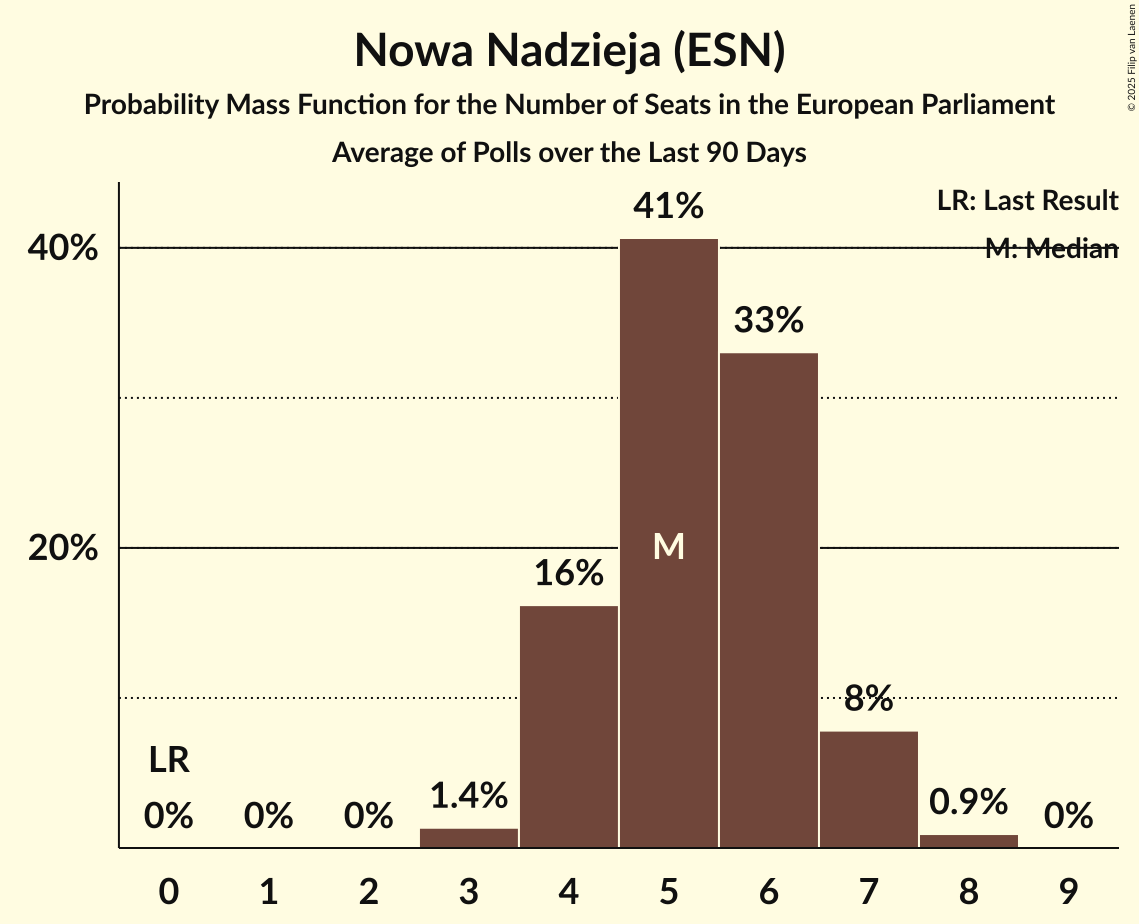 Nowa Nadzieja (ESN)
Probability Mass Function for the Number of Seats in the European Parliament
Average of Polls over the Last 90 Days
© 2025 Filip van Laenen
LR: Last Result
M: Median
40%
20%
41%
33%
16%
M
8%
LR
0%
0%
0%
1.4%
0.9%
0%
0 1 2 3 4 5 6 7 8 9